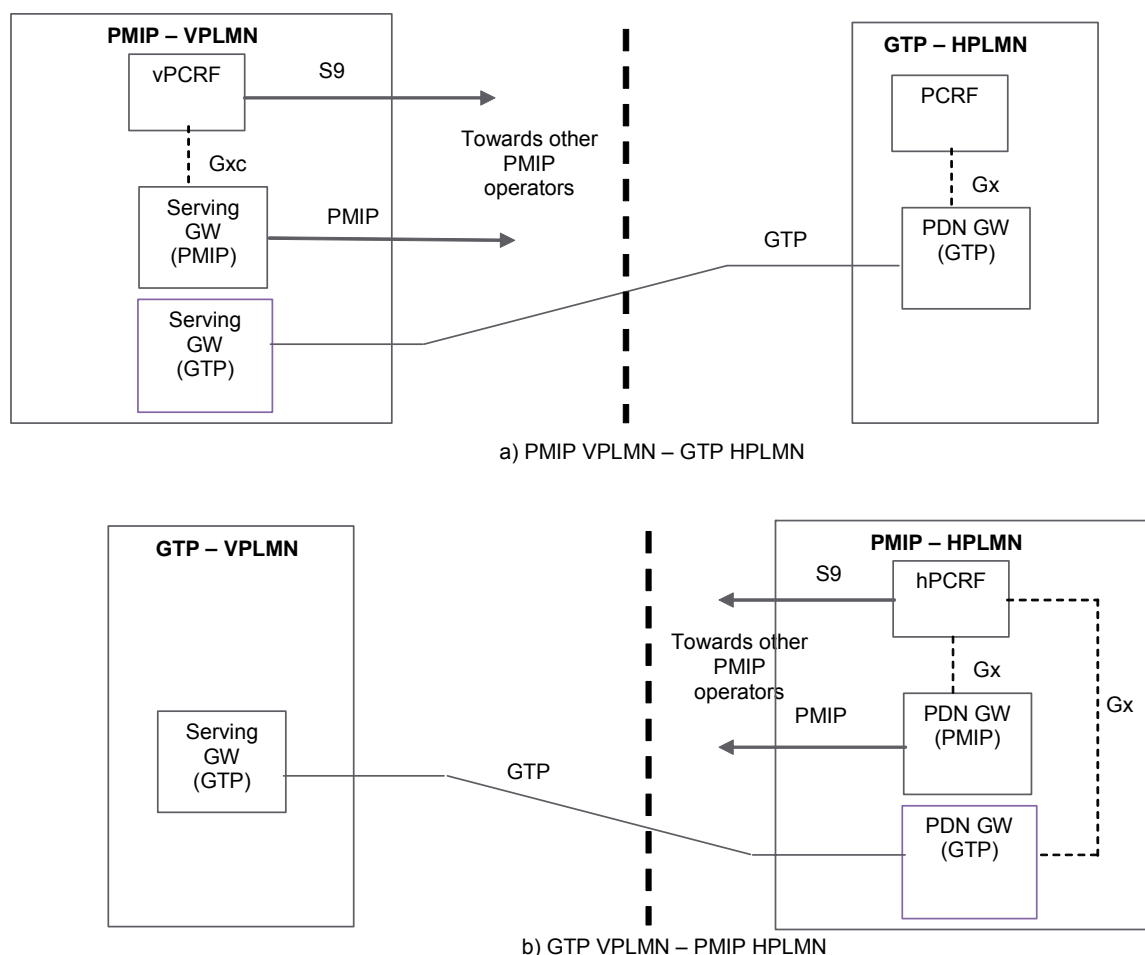 PMIP – VPLMN
vPCRF
S9
Gxc
Towards other
PMIP
operators
Serving
GW
(PMIP)
PMIP
Serving
GW
(GTP)
GTP
GTP – HPLMN
PCRF
Gx
PDN GW
(GTP)
a) PMIP VPLMN – GTP HPLMN
GTP – VPLMN
Serving
GW
(GTP)
GTP
PMIP – HPLMN
S9
hPCRF
Towards other
PMIP
operators
Gx
Gx
PMIP
PDN GW
(PMIP)
PDN GW
(GTP)
b) GTP VPLMN – PMIP HPLMN